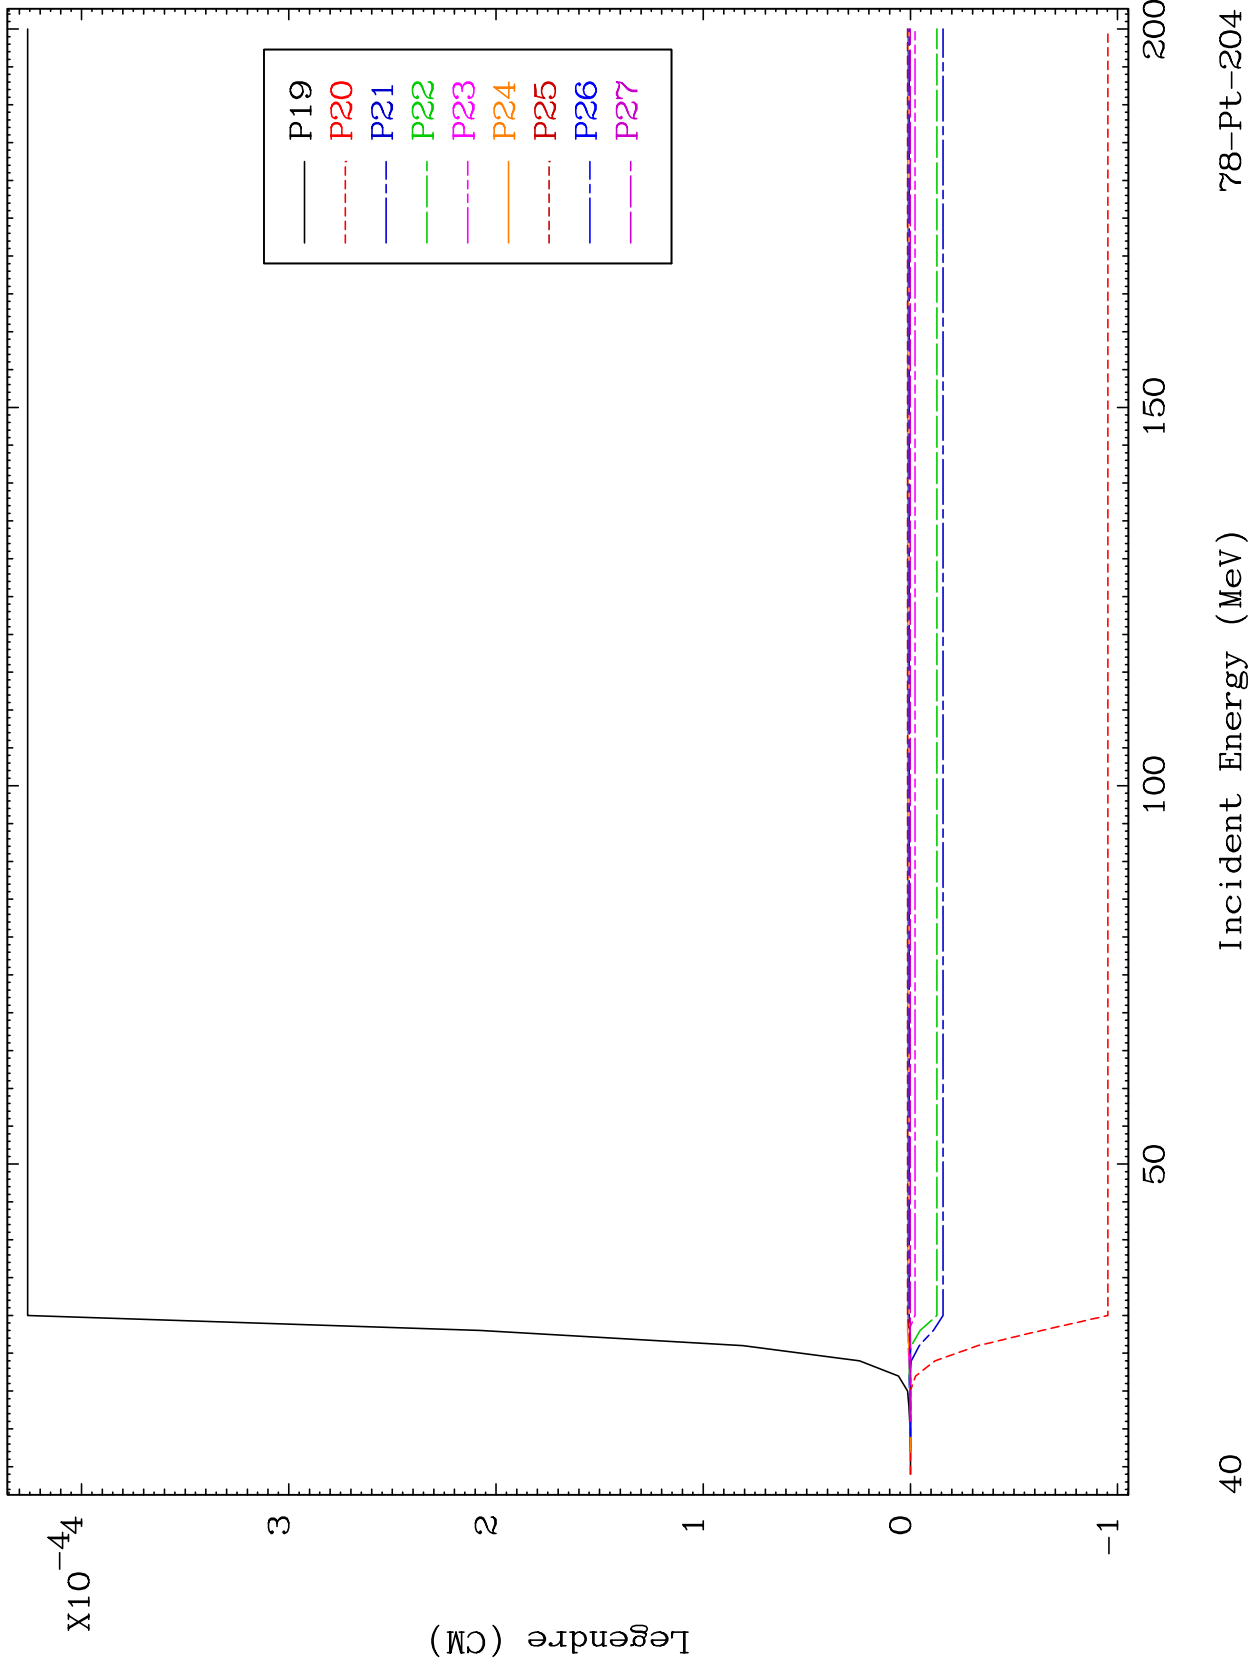 X10⁻⁴
4
3
2
1
0
-1
Legendre (CM)
P19
P20
P21
P22
P23
P24
P25
P26
P27
50
100
150
200
Incident Energy (MeV)
40
78-Pt-204